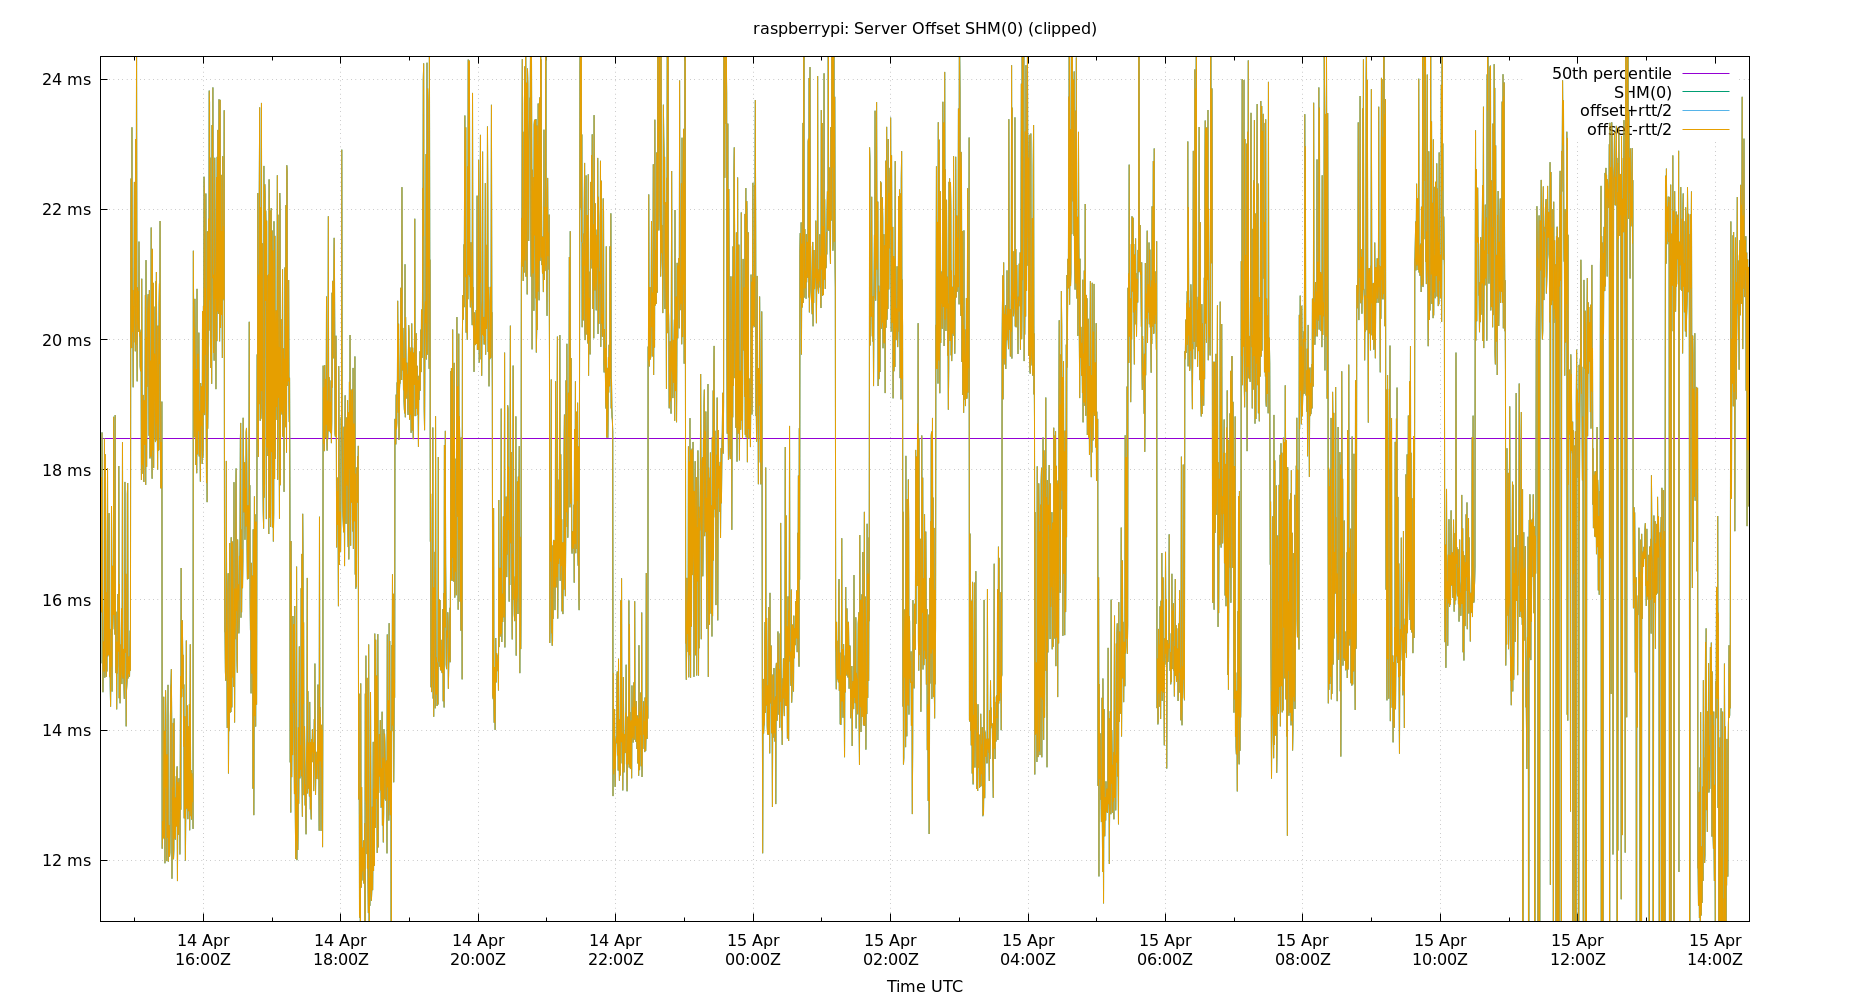 raspberrypi: Server Offset SHM(0) (clipped)
50th percentile
SHM(0)
offset+rtt/2
offset-rtt/2
24 ms
22 ms
20 ms
18 ms
16 ms
14 ms
12 ms
14 Apr 14 Apr 14 Apr 14 Apr 15 Apr 15 Apr 15 Apr 15 Apr 15 Apr 15 Apr 15 Apr 15 Apr
16:00Z 18:00Z 20:00Z 22:00Z 00:00Z 02:00Z 04:00Z 06:00Z 08:00Z 10:00Z 12:00Z 14:00Z
Time UTC